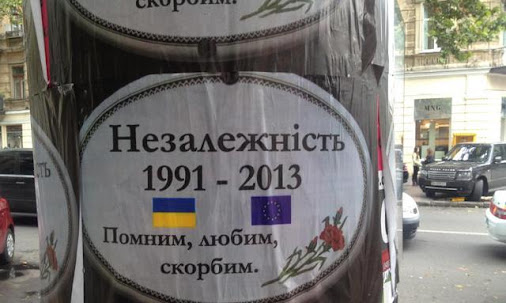 скорбим.
Незалежність
1991 - 2013
Помним, любим,
скорбим.